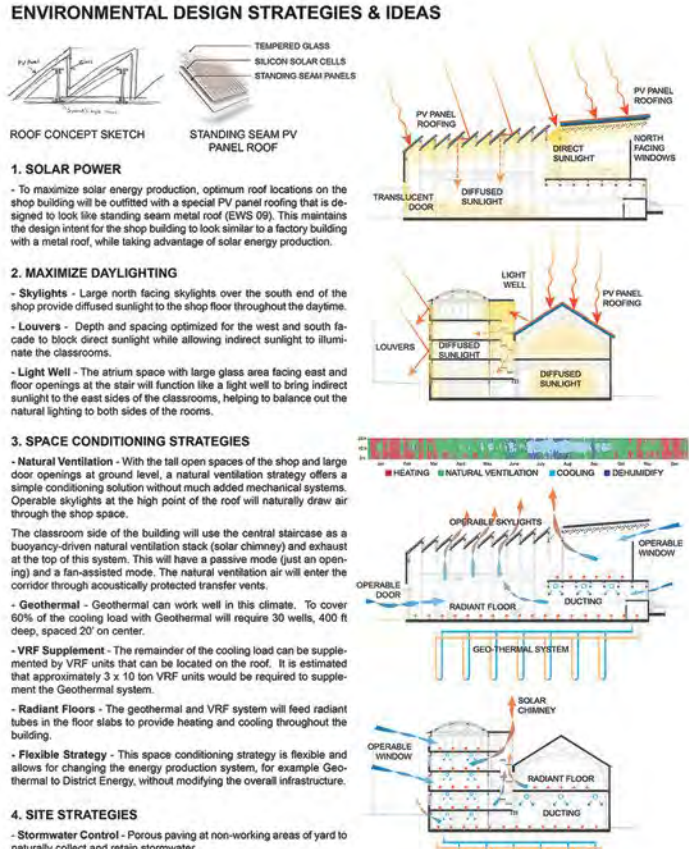 ENVIRONMENTAL DESIGN STRATEGIES & IDEAS
TEMPERED GLASS
SILICON SOLAR CELLS
STANDING SEAM PANELS
ROOF CONCEPT SKETCH
STANDING SEAM PV
PANEL ROOF
1. SOLAR POWER
- To maximize solar energy production, optimum roof locations on the
shop building will be outfitted with a special PV panel roofing that is de-
signed to look like standing seam metal roof (EWS 09). This maintains
the design intent for the shop building to look similar to a factory building
with a metal roof, while taking advantage of solar energy production.
2. MAXIMIZE DAYLIGHTING
- Skylights - Large north facing skylights over the south end of the
shop provide diffused sunlight to the shop floor throughout the daytime.
- Louvers - Depth and spacing optimized for the west and south fa-
cade to block direct sunlight while allowing indirect sunlight to illumi-
nate the classrooms.
- Light Well - The atrium space with large glass area facing east and
floor openings at the stair will function like a light well to bring indirect
sunlight to the east sides of the classrooms, helping to balance out the
natural lighting to both sides of the rooms.
3. SPACE CONDITIONING STRATEGIES
- Natural Ventilation - With the tall open spaces of the shop and large
door openings at ground level, a natural ventilation strategy offers a
simple conditioning solution without much added mechanical systems.
Operable skylights at the high point of the roof will naturally draw air
through the shop space.
The classroom side of the building will use the central staircase as a
buoyancy-driven natural ventilation stack (solar chimney) and exhaust
at the top of this system. This will have a passive mode (just an open-
ing) and a fan-assisted mode. The natural ventilation air will enter the
corridor through acoustically protected transfer vents.
- Geothermal - Geothermal can work well in this climate. To cover
60% of the cooling load with Geothermal will require 30 wells, 400 ft
deep, spaced 20' on center.
- VRF Supplement - The remainder of the cooling load can be supple-
mented by VRF units that can be located on the roof. It is estimated
that approximately 3 x 10 ton VRF units would be required to supple-
ment the Geothermal system.
- Radiant Floors - The geothermal and VRF system will feed radiant
tubes in the floor slabs to provide heating and cooling throughout the
building.
- Flexible Strategy - This space conditioning strategy is flexible and
allows for changing the energy production system, for example Geo-
thermal to District Energy, without modifying the overall infrastructure.
4. SITE STRATEGIES
- Stormwater Control - Porous paving at non-working areas of yard to
naturally collect and retain stormwater.
PV PANEL
ROOFING
PV PANEL
ROOFING
DIRECT
SUNLIGHT
NORTH
FACING
WINDOWS
TRANSLUCENT
DOOR
DIFFUSED
SUNLIGHT
LIGHT
WELL
PV PANEL
ROOFING
LOUVERS
DIFFUSED
SUNLIGHT
DIFFUSED
SUNLIGHT
HEATING NATURAL VENTILATION COOLING DEHUMIDIFY
OPERABLE SKYLIGHTS
OPERABLE
WINDOW
OPERABLE
DOOR
RADIANT FLOOR
DUCTING
GEO-THERMAL SYSTEM
SOLAR
CHIMNEY
OPERABLE
WINDOW
RADIANT FLOOR
DUCTING